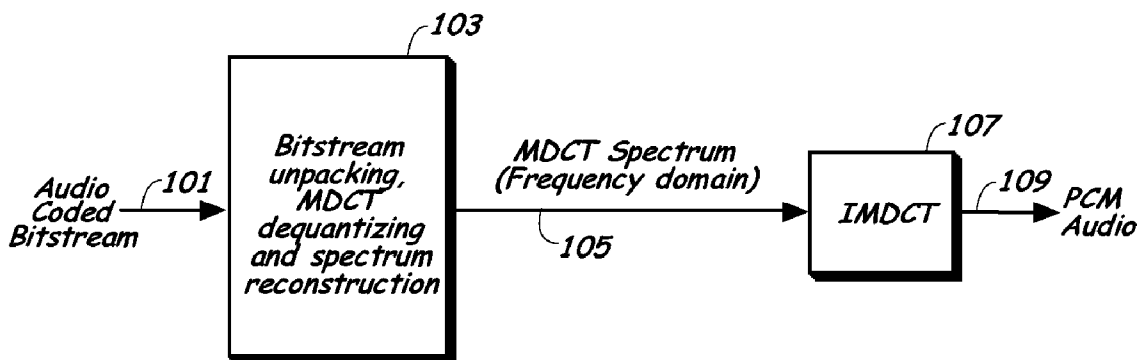 103
Bitstream
unpacking,
MDCT
dequantizing
and spectrum
reconstruction
Audio
Coded
Bitstream
101
MDCT Spectrum
(Frequency domain)
105
107
IMDCT
109
PCM
Audio